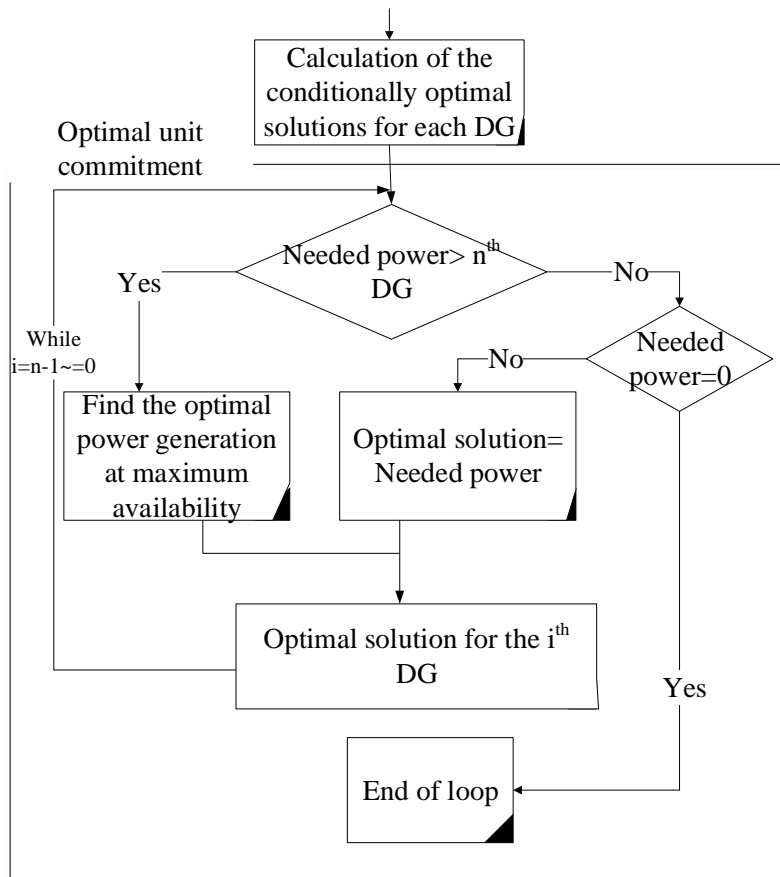 Calculation of the
conditionally optimal
solutions for each DG
Optimal unit
commitment
Needed power> nth
DG
Yes
No
While
i=n-1~=0
Needed
power=0
No
Find the optimal
power generation
at maximum
availability
Optimal solution=
Needed power
Optimal solution for the ith
DG
Yes
End of loop